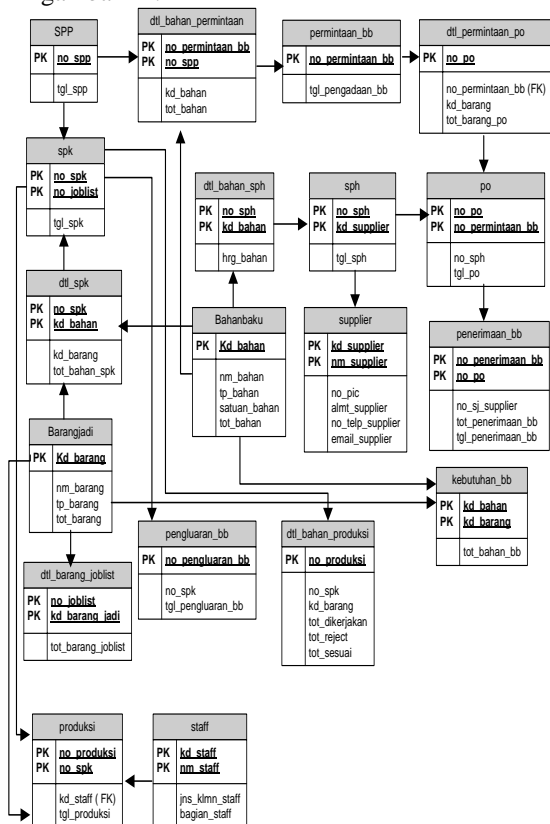 SPP
PK no_spp
tgl_spp
dtl_bahan_permintaan
PK no_permintaan_bb
PK no_spp
kd_bahan
tot_bahan
permintaan_bb
PK no_permintaan_bb
tgl_pengadaan_bb
dtl_permintaan_po
PK no_po
no_permintaan_bb (FK)
kd_barang
tot_barang_po
spk
PK no_spk
PK no_joblist
tgl_spk
dtl_bahan_sph
PK no_sph
PK kd_bahan
hrg_bahan
sph
PK no_sph
PK kd_supplier
tgl_sph
po
PK no_po
PK no_permintaan_bb
no_sph
tgl_po
dtl_spk
PK no_spk
PK kd_bahan
kd_barang
tot_bahan_spk
Bahanbaku
PK Kd_bahan
nm_bahan
tp_bahan
satuan_bahan
tot_bahan
supplier
PK kd_supplier
PK nm_supplier
no_pic
almt_supplier
no_telp_supplier
email_supplier
penerimaan_bb
PK no_penerimaan_bb
PK no_po
no_sj_supplier
tot_penerimaan_bb
tgl_penerimaan_bb
Barangjadi
PK Kd_barang
nm_barang
tp_barang
tot_barang
kebutuhan_bb
PK kd_bahan
PK kd_barang
tot_bahan_bb
pengluaran_bb
PK no_pengluaran_bb
no_spk
tgl_pengluaran_bb
dtl_bahan_produksi
PK no_produksi
no_spk
kd_barang
tot_dikerjakan
tot_reject
tot_sesuai
dtl_barang_joblist
PK no_joblist
PK kd_barang_jadi
tot_barang_joblist
produksi
PK no_produksi
PK no_spk
kd_staff ( FK)
tgl_produksi
staff
PK kd_staff
PK nm_staff
jns_klmn_staff
bagian_staff